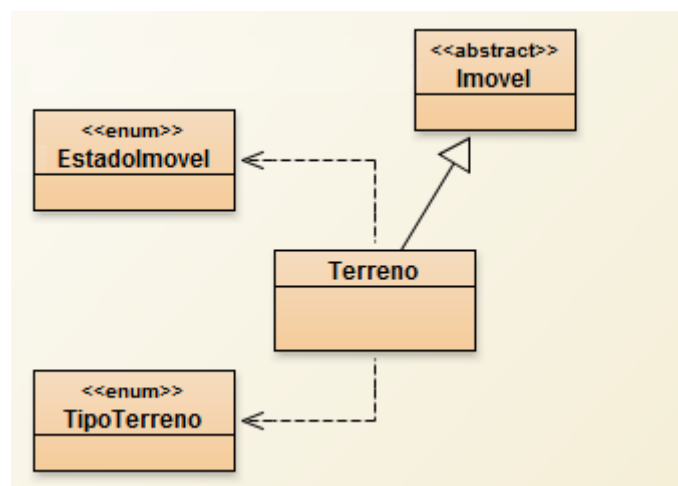 <<abstract>>
Imovel
<<enum>>
EstadoImovel
Terreno
<<enum>>
TipoTerreno